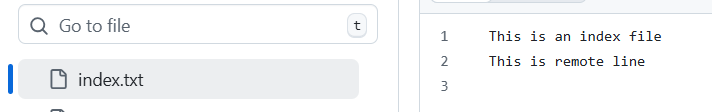 Go to file
t
index.txt
1 This is an index file
2 This is remote line
3